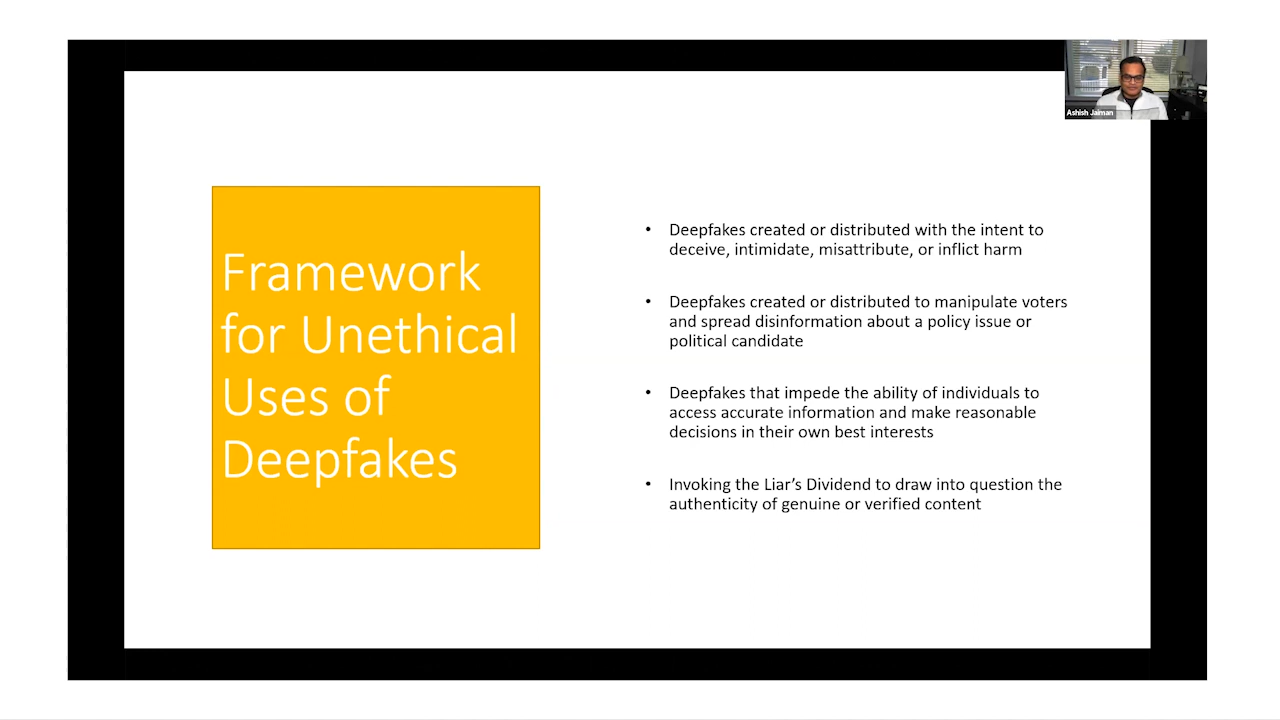 Ashish Jaiman
Framework
for Unethical
Uses of
Deepfakes
• Deepfakes created or distributed with the intent to
deceive, intimidate, misattribute, or inflict harm
• Deepfakes created or distributed to manipulate voters
and spread disinformation about a policy issue or
political candidate
• Deepfakes that impede the ability of individuals to
access accurate information and make reasonable
decisions in their own best interests
• Invoking the Liar’s Dividend to draw into question the
authenticity of genuine or verified content